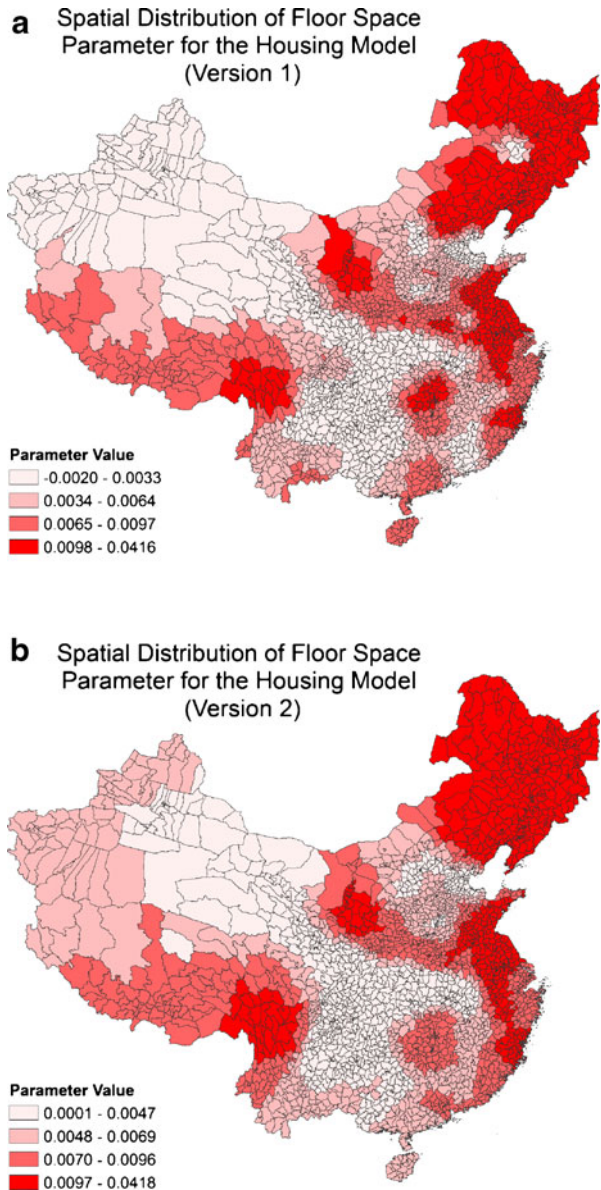 a
Spatial Distribution of Floor Space
Parameter for the Housing Model
(Version 1)
Parameter Value
-0.0020 - 0.0033
0.0034 - 0.0064
0.0065 - 0.0097
0.0098 - 0.0416
b
Spatial Distribution of Floor Space
Parameter for the Housing Model
(Version 2)
Parameter Value
0.0001 - 0.0047
0.0048 - 0.0069
0.0070 - 0.0096
0.0097 - 0.0418